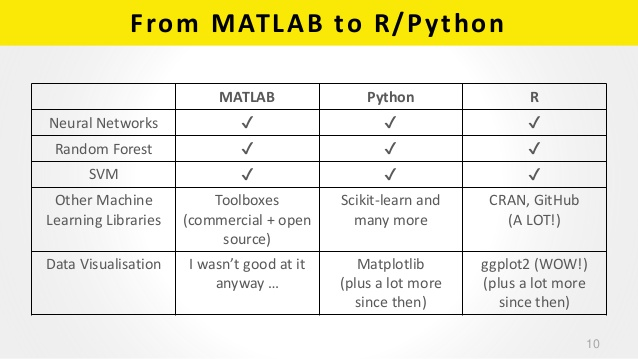 From MATLAB to R/Python
MATLAB Python R
Neural Networks ✓ ✓ ✓
Random Forest ✓ ✓ ✓
SVM ✓ ✓ ✓
Other Machine Toolboxes Scikit-learn and CRAN, GitHub
Learning Libraries (commercial + open many more (A LOT!)
source)
Data Visualisation I wasn't good at it Matplotlib ggplot2 (WOW!)
anyway … (plus a lot more (plus a lot more
since then) since then)
10